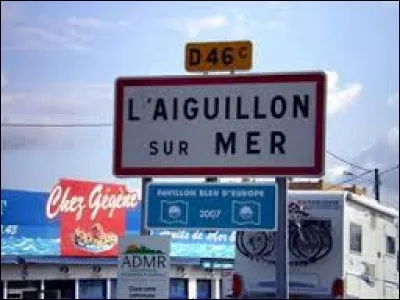 D46C
L'AIGUILLON
SUR MER
PAVILLON BLEU D'EUROPE
2007
Chez Gégène
ADMR